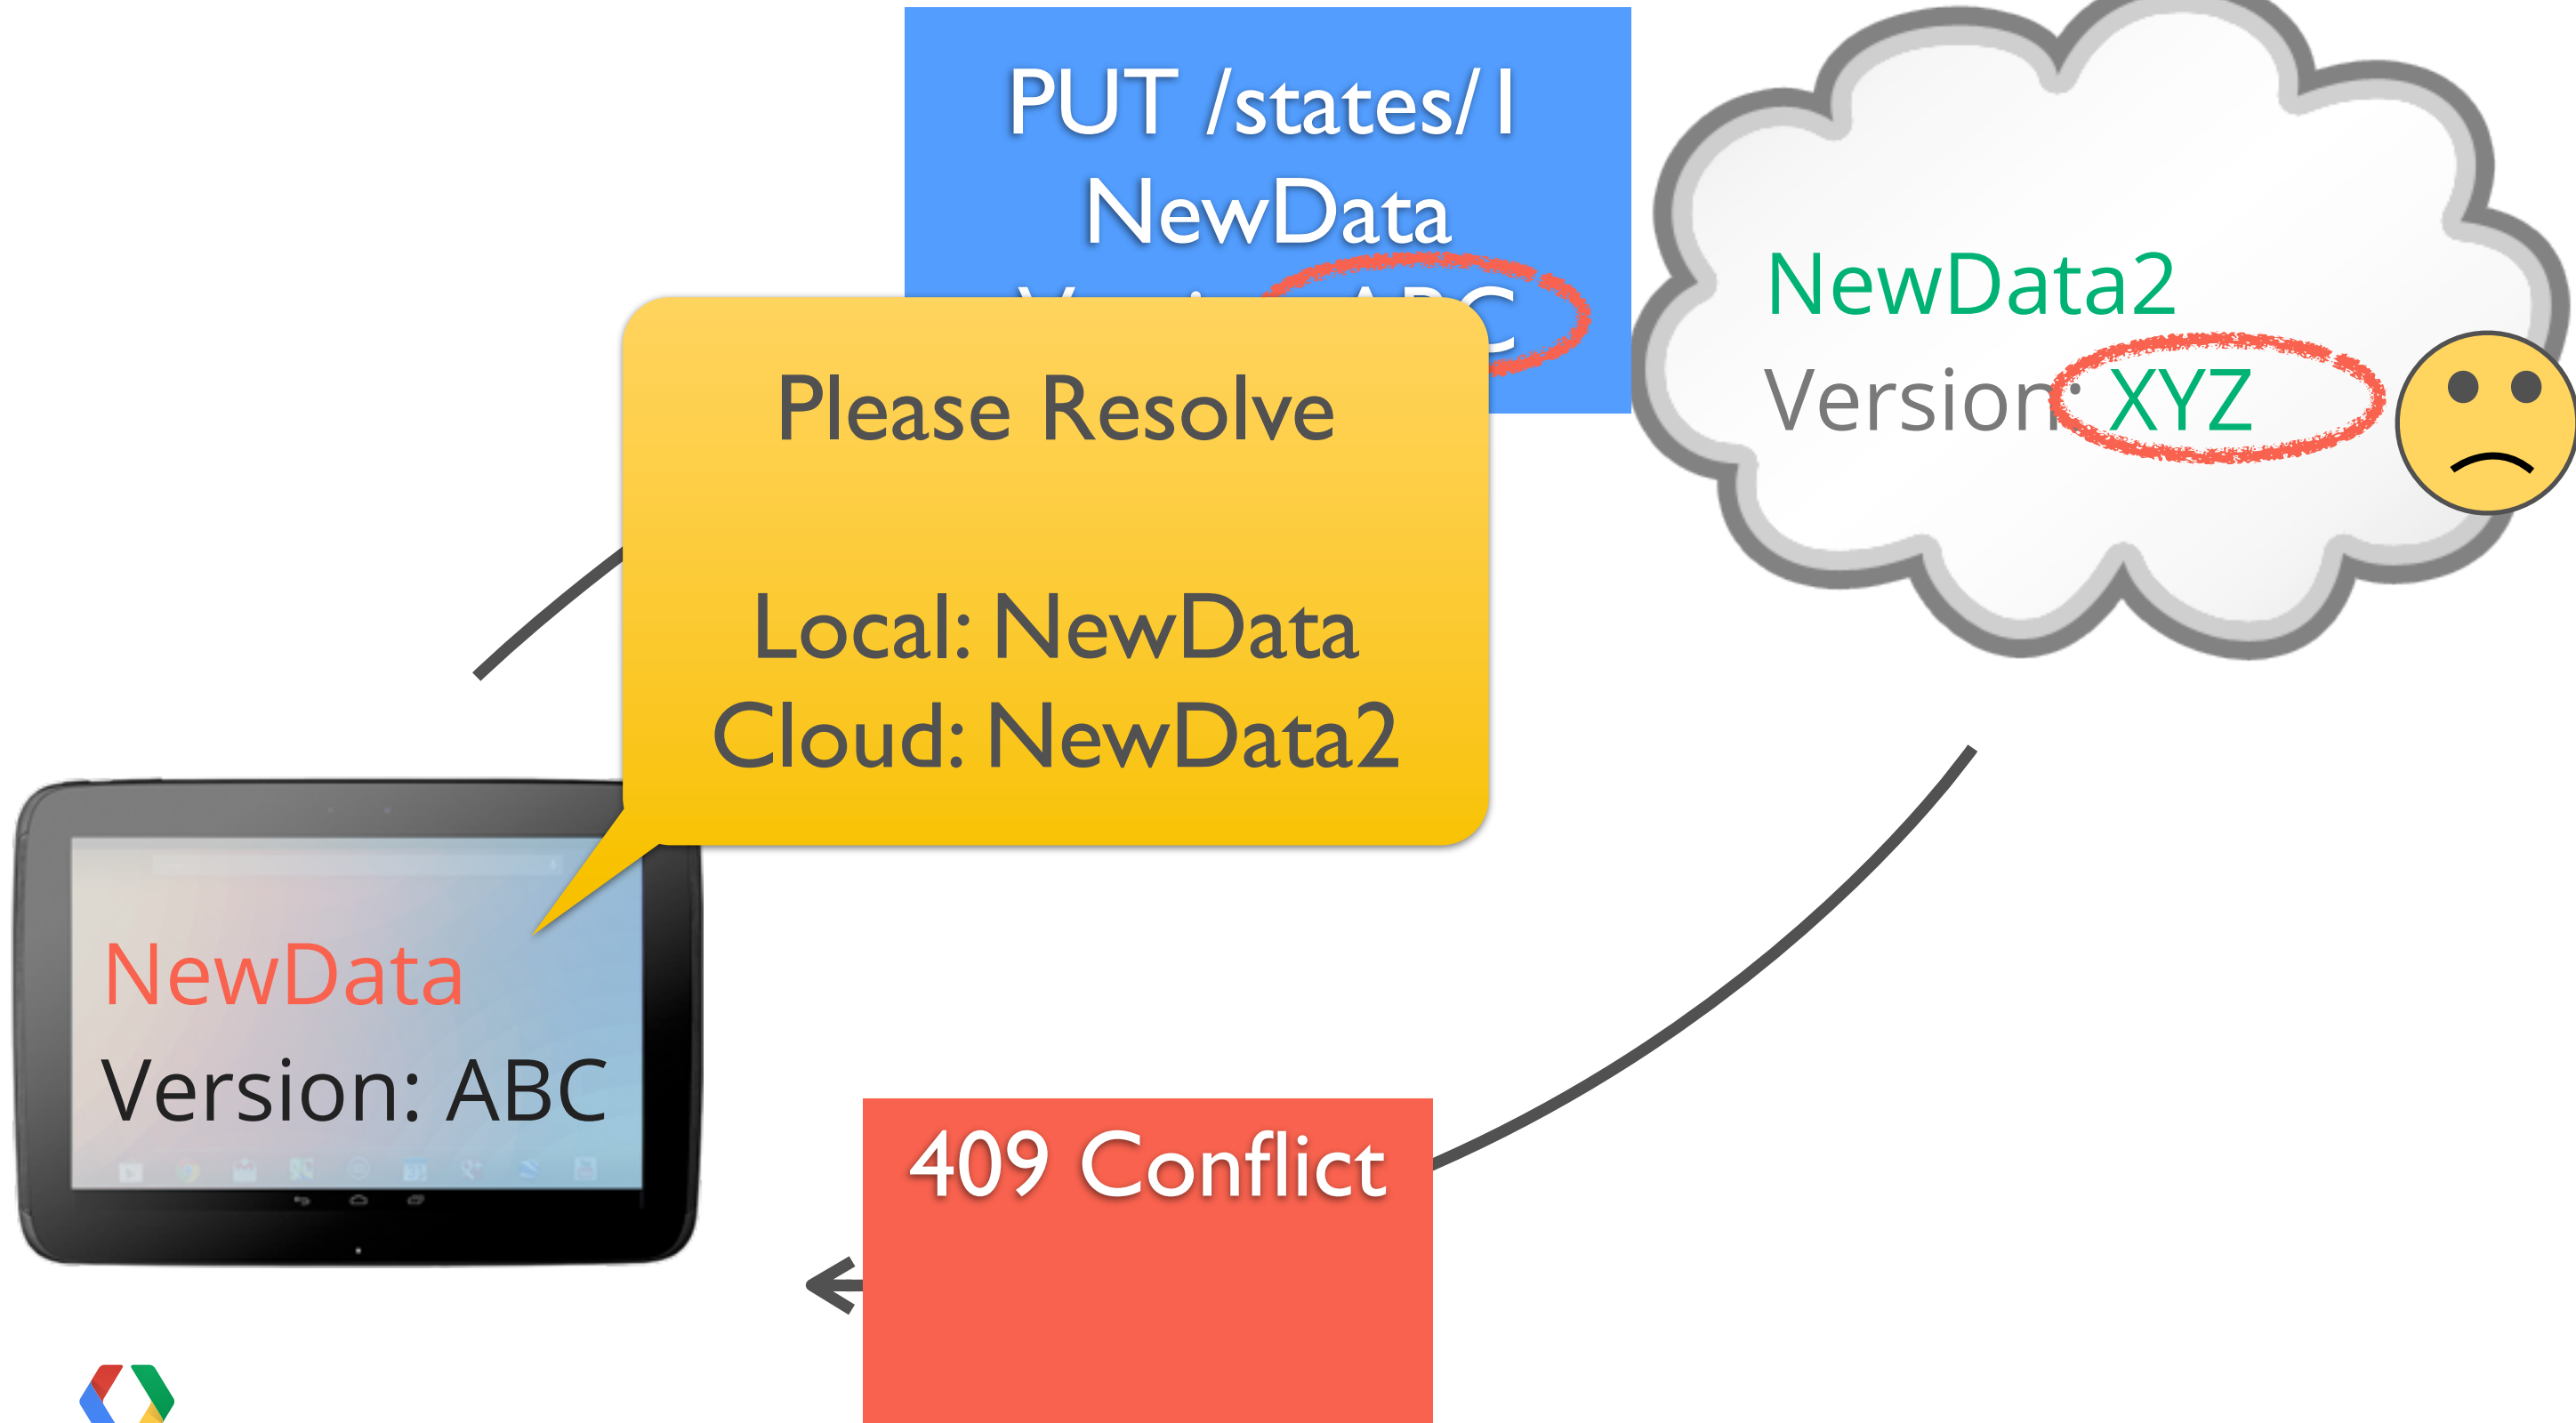 PUT /states/1
NewData
NewData2
Version: XYZ
Please Resolve
Local: NewData
Cloud: NewData2
NewData
Version: ABC
409 Conflict